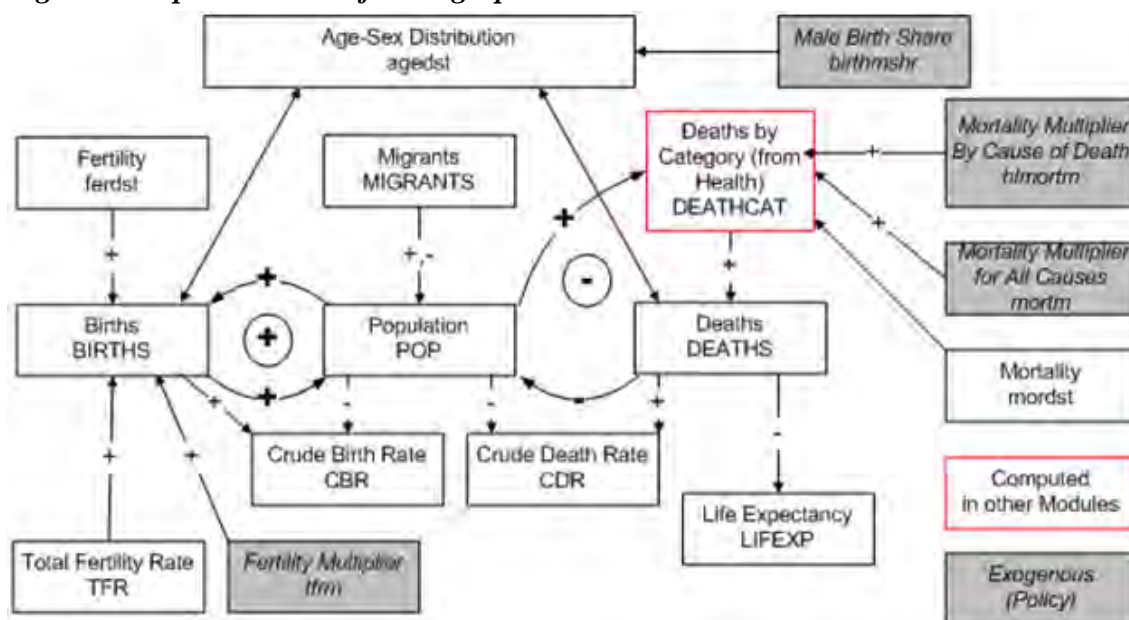 Age-Sex Distribution
agedst
Male Birth Share
birthmshr
Fertility
ferdst
Migrants
MIGRANTS
Deaths by
Category (from
Health)
DEATHCAT
Mortality Multiplier
By Cause of Death
hlmortm
+
+
+
+
+,-
+
-
Mortality Multiplier
for All Causes
mortm
+
+
+
Births
BIRTHS
Population
POP
Deaths
DEATHS
Mortality
mordst
+
-
+
-
-
+
-
Crude Birth Rate
CBR
Crude Death Rate
CDR
+
+
Life Expectancy
LIFEXP
Computed
in other Modules
Total Fertility Rate
TFR
Fertility Multiplier
tfrm
Exogenous
(Policy)